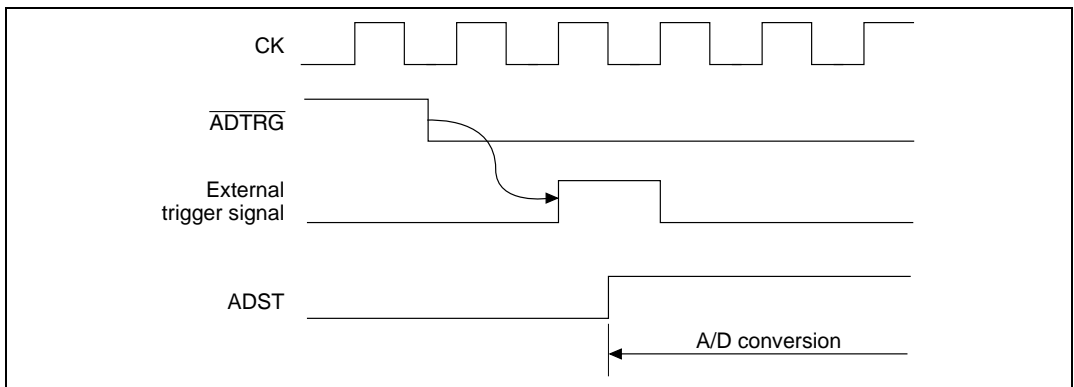 CK
ADTRG
External
trigger signal
ADST
A/D conversion